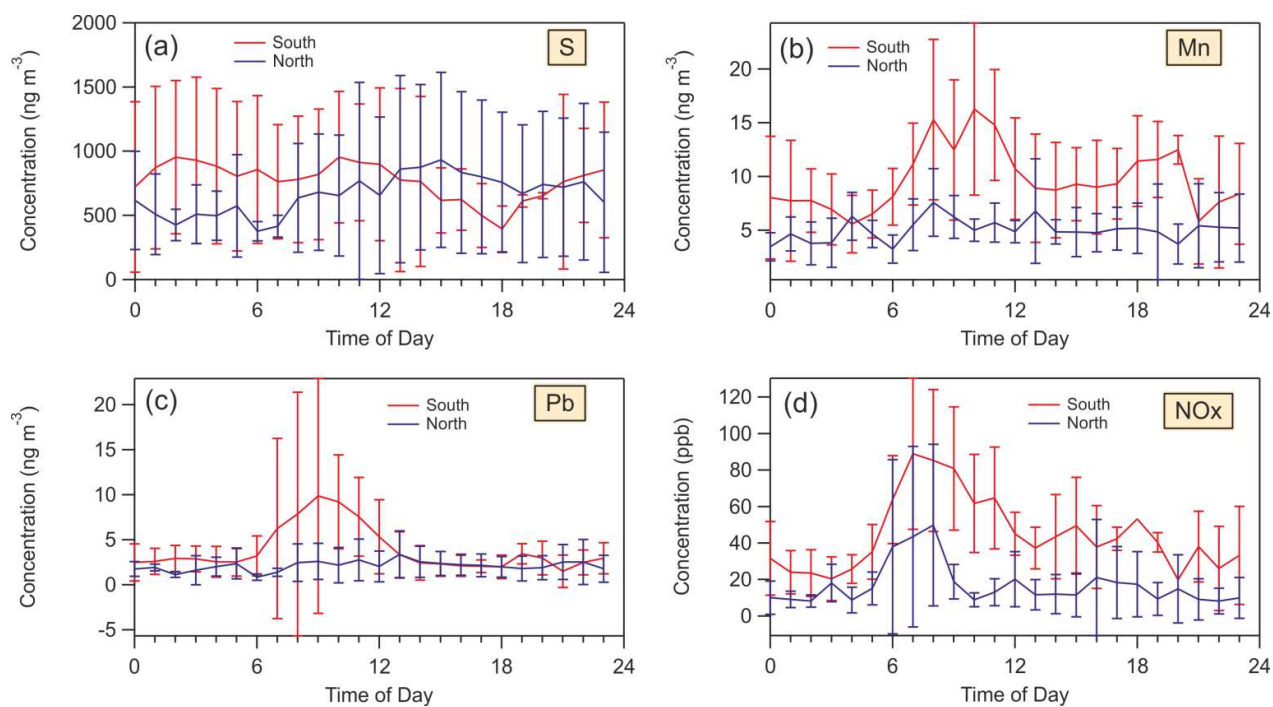 (a)
South
North
S
Concentration (ng m⁻³)
2000
1500
1000
500
0
0 6 12 18 24
Time of Day
(b)
South
North
Mn
Concentration (ng m⁻³)
20
15
10
5
0 6 12 18 24
Time of Day
(c)
South
North
Pb
Concentration (ng m⁻³)
20
15
10
5
0
-5
0 6 12 18 24
Time of Day
(d)
South
North
NOx
Concentration (ppb)
120
100
80
60
40
20
0
0 6 12 18 24
Time of Day